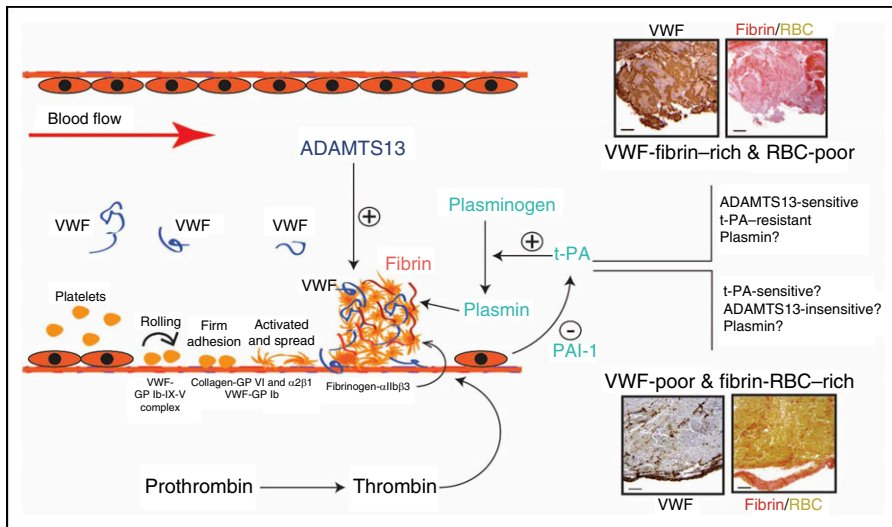 VWF
Fibrin/RBC
Blood flow
ADAMTS13
VWF-fibrin–rich & RBC-poor
Plasminogen
ADAMTS13-sensitive
t-PA–resistant
Plasmin?
VWF
VWF
VWF
+
+
t-PA
Fibrin
VWF
Platelets
Plasmin
t-PA-sensitive?
ADAMTS13-insensitive?
Plasmin?
Rolling
Firm
adhesion
Activated
and spread
−
PAI-1
VWF-
GP Ib-IX-V
complex
Collagen-GP VI and α2β1
VWF-GP Ib
Fibrinogen-αIIbβ3
VWF-poor & fibrin-RBC–rich
Prothrombin
Thrombin
VWF
Fibrin/RBC